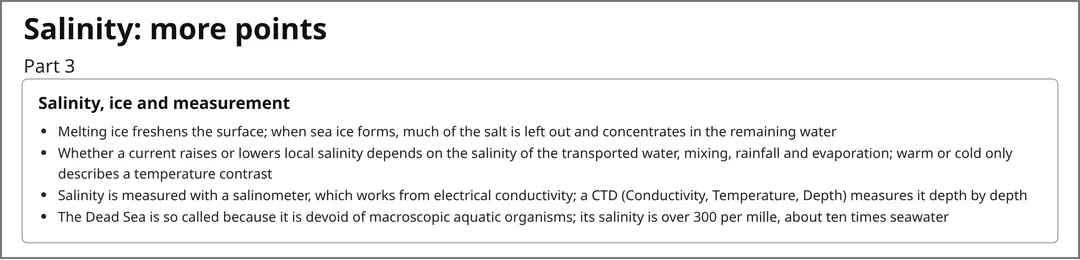 Salinity: more points
Part 3
Salinity, ice and measurement
• Melting ice freshens the surface; when sea ice forms, much of the salt is left out and concentrates in the remaining water
• Whether a current raises or lowers local salinity depends on the salinity of the transported water, mixing, rainfall and evaporation; warm or cold only
describes a temperature contrast
• Salinity is measured with a salinometer, which works from electrical conductivity; a CTD (Conductivity, Temperature, Depth) measures it depth by depth
• The Dead Sea is so called because it is devoid of macroscopic aquatic organisms; its salinity is over 300 per mille, about ten times seawater